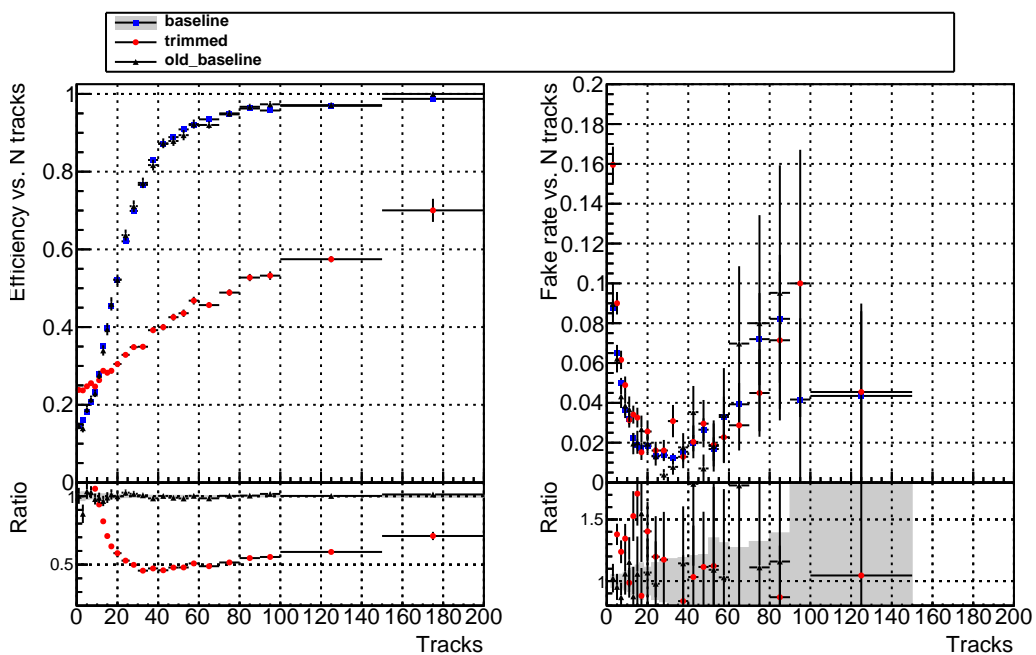 baseline
trimmed
old_baseline
Efficiency vs. N tracks
1
0.8
0.6
0.4
0.2
0
Ratio
1
0.5
0 20 40 60 80 100 120 140 160 180 200
Tracks
Fake rate vs. N tracks
0.2
0.18
0.16
0.14
0.12
0.1
0.08
0.06
0.04
0.02
0
Ratio
1.5
1
0 20 40 60 80 100 120 140 160 180 200
Tracks